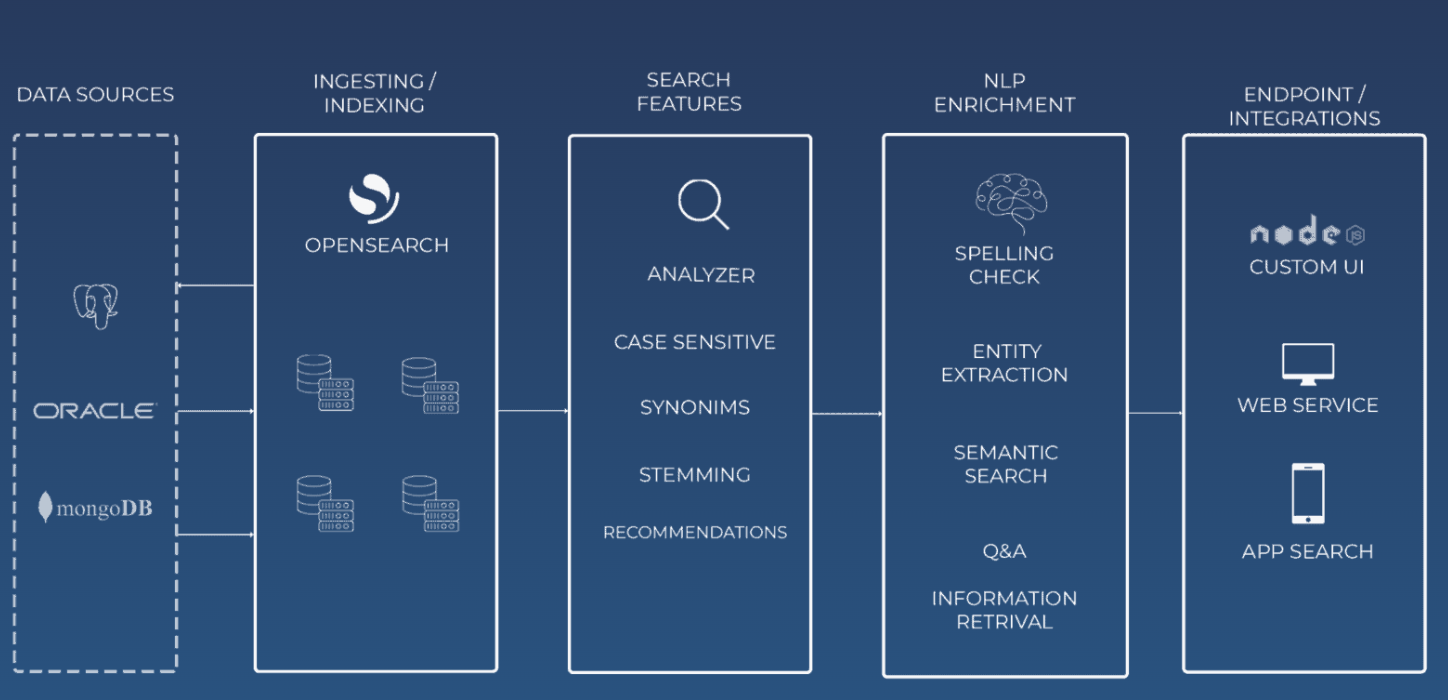 DATA SOURCES
ORACLE
mongoDB
INGESTING /
INDEXING
OPENSEARCH
SEARCH
FEATURES
ANALYZER
CASE SENSITIVE
SYNONIMS
STEMMING
RECOMMENDATIONS
NLP
ENRICHMENT
SPELLING
CHECK
ENTITY
EXTRACTION
SEMANTIC
SEARCH
Q&A
INFORMATION
RETRIVAL
ENDPOINT /
INTEGRATIONS
node JS
CUSTOM UI
WEB SERVICE
APP SEARCH